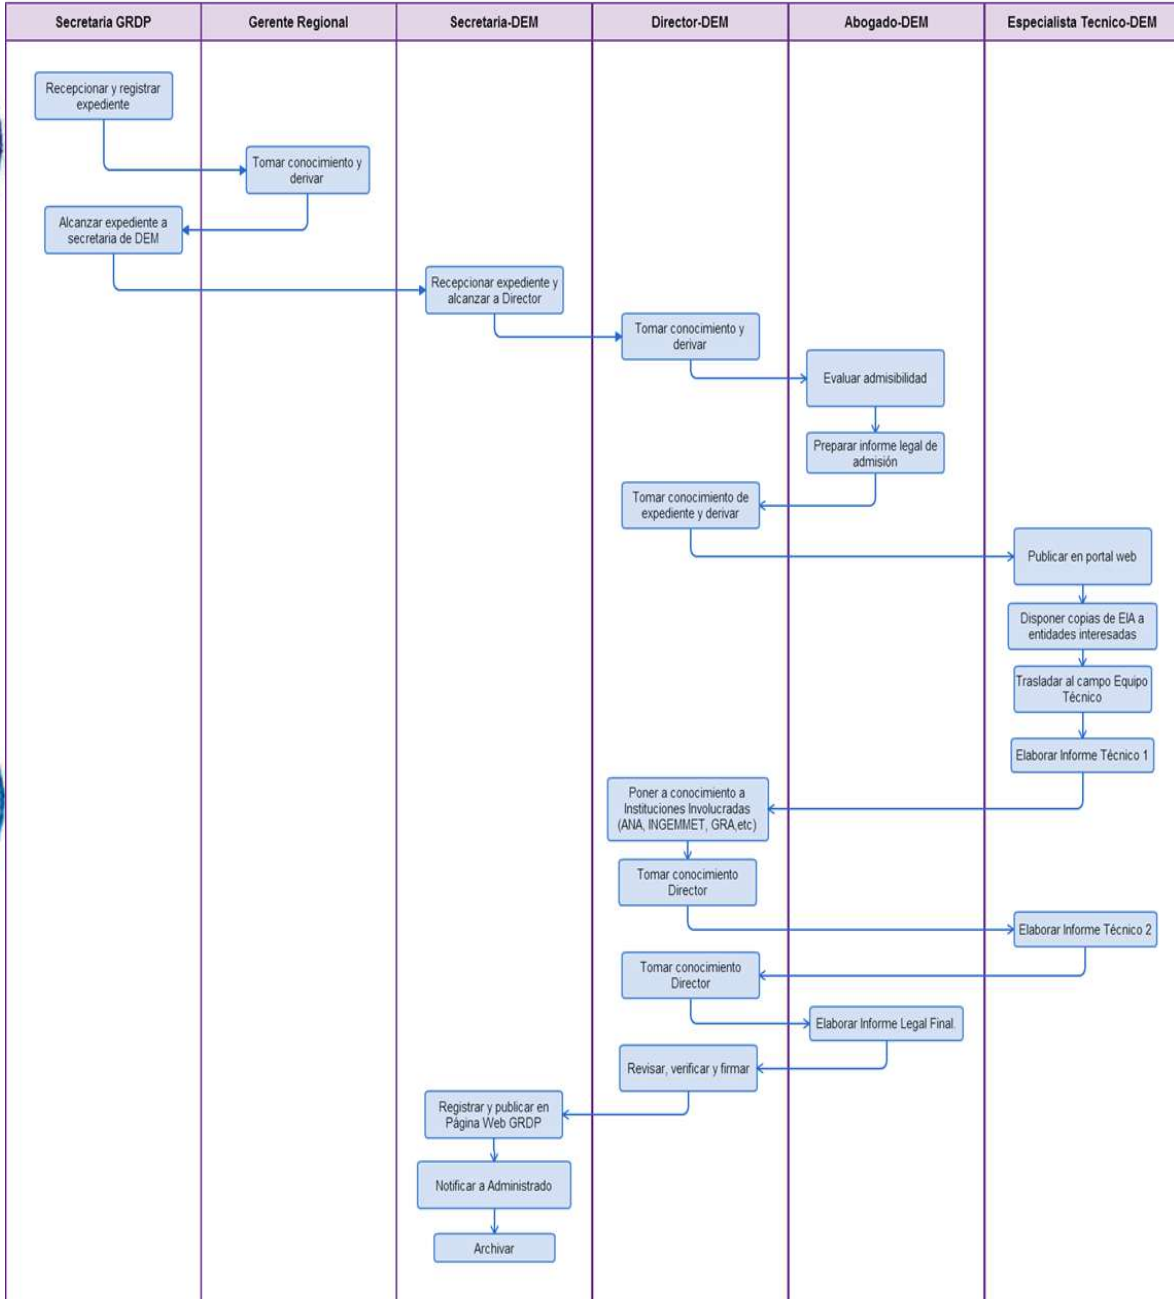 Secretaria GRDP
Gerente Regional
Secretaria-DEM
Director-DEM
Abogado-DEM
Especialista Tecnico-DEM
Recepcionar y registrar
expediente
Tomar conocimiento y
derivar
Alcanzar expediente a
secretaria de DEM
Recepcionar expediente y
alcanzar a Director
Tomar conocimiento y
derivar
Evaluar admisibilidad
Preparar informe legal de
admisión
Tomar conocimiento de
expediente y derivar
Publicar en portal web
Disponer copias de EIA a
entidades interesadas
Trasladar al campo Equipo
Técnico
Elaborar Informe Técnico 1
Poner a conocimiento a
Instituciones Involucradas
(ANA, INGEMMET, GRA,etc)
Tomar conocimiento
Director
Elaborar Informe Técnico 2
Tomar conocimiento
Director
Elaborar Informe Legal Final.
Revisar, verificar y firmar
Registrar y publicar en
Página Web GRDP
Notificar a Administrado
Archivar